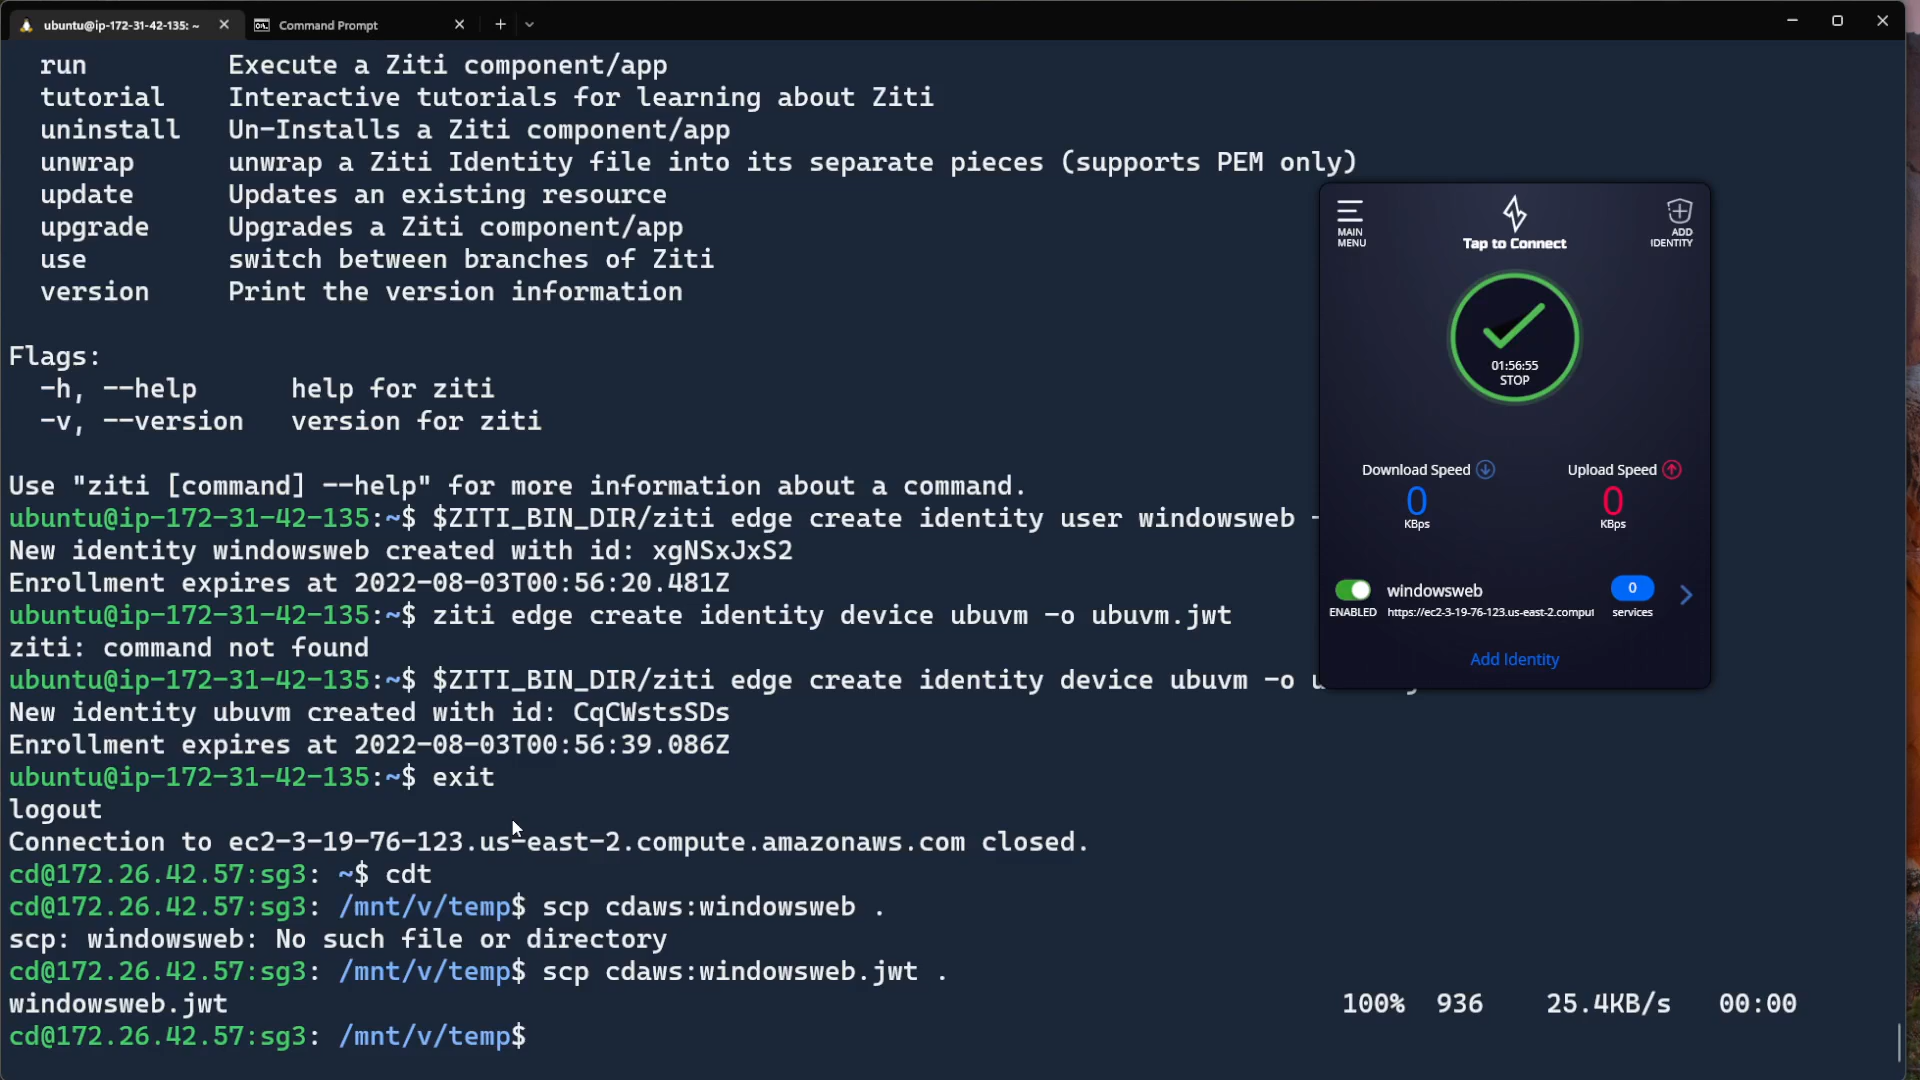 ubuntu@ip-172-31-42-135: ~
Command Prompt
run Execute a Ziti component/app
tutorial Interactive tutorials for learning about Ziti
uninstall Un-Installs a Ziti component/app
unwrap unwrap a Ziti Identity file into its separate pieces (supports PEM only)
update Updates an existing resource
upgrade Upgrades a Ziti component/app
use switch between branches of Ziti
version Print the version information
Flags:
-h, --help help for ziti
-v, --version version for ziti
Use "ziti [command] --help" for more information about a command.
ubuntu@ip-172-31-42-135:~$ $ZITI_BIN_DIR/ziti edge create identity user windowsweb -
New identity windowsweb created with id: xgNSxJxS2
Enrollment expires at 2022-08-03T00:56:20.481Z
ubuntu@ip-172-31-42-135:~$ ziti edge create identity device ubuvm -o ubuvm.jwt
ziti: command not found
ubuntu@ip-172-31-42-135:~$ $ZITI_BIN_DIR/ziti edge create identity device ubuvm -o
New identity ubuvm created with id: CqCWstsSDs
Enrollment expires at 2022-08-03T00:56:39.086Z
ubuntu@ip-172-31-42-135:~$ exit
logout
Connection to ec2-3-19-76-123.us-east-2.compute.amazonaws.com closed.
cd@172.26.42.57:sg3: ~$ cdt
cd@172.26.42.57:sg3: /mnt/v/temp$ scp cdaws:windowsweb .
scp: windowsweb: No such file or directory
cd@172.26.42.57:sg3: /mnt/v/temp$ scp cdaws:windowsweb.jwt .
windowsweb.jwt 100% 936 25.4KB/s 00:00
cd@172.26.42.57:sg3: /mnt/v/temp$
MAIN
MENU
Tap to Connect
ADD
IDENTITY
01:56:55
STOP
Download Speed
Upload Speed
0
0
KBps
KBps
windowsweb
0
ENABLED
https://ec2-3-19-76-123.us-east-2.comput
services
Add Identity